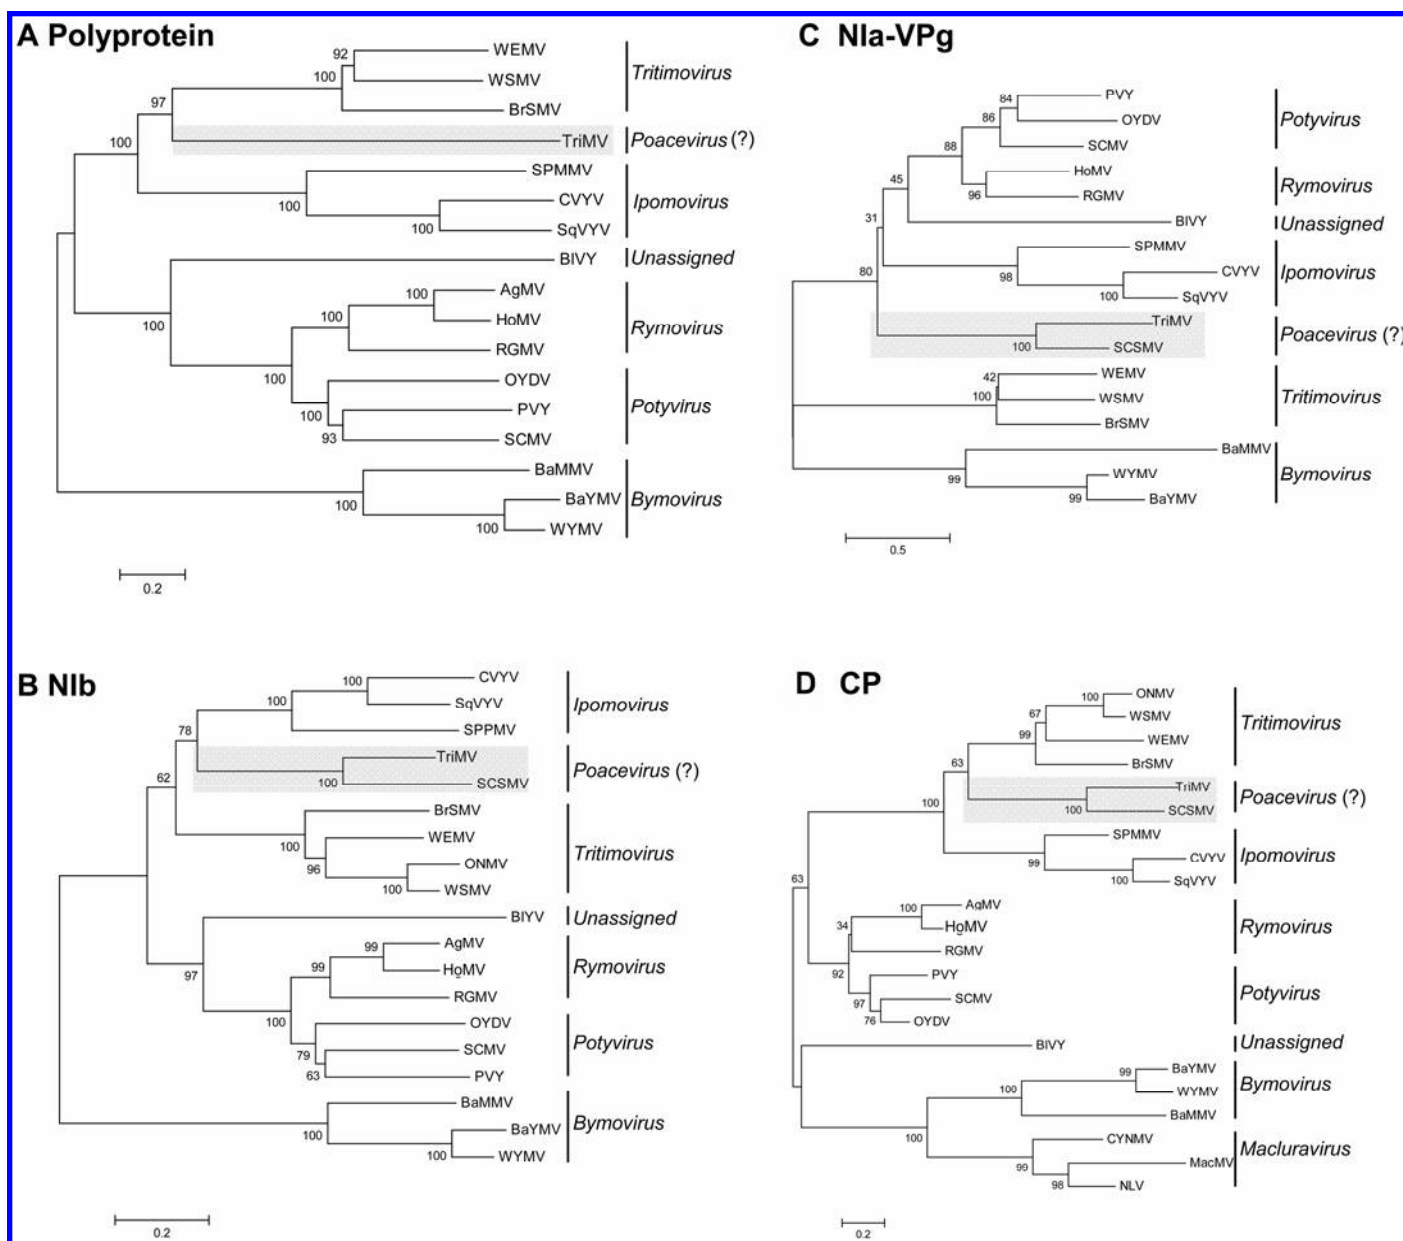 A Polyprotein
92
WEMV
100
WSMV
Tritimovirus
97
BrSMV
100
TriMV
Poacevirus (?)
SPMMV
100
CVYV
Ipomovirus
100
SqVYV
BIVY
Unassigned
100
AgMV
100
HoMV
Rymovirus
100
RGMV
100
OYDV
100
PVY
Potyvirus
93
SCMV
BaMMV
100
BaYMV
Bymovirus
100
WYMV
0.2
B NIb
100
CVYV
100
SqVYV
Ipomovirus
78
SPPMV
TriMV
62
100
SCSMV
Poacevirus (?)
BrSMV
100
WEMV
Tritimovirus
96
ONMV
100
WSMV
BIYV
Unassigned
97
99
AgMV
99
HoMV
Rymovirus
RGMV
100
OYDV
79
SCMV
Potyvirus
63
PVY
BaMMV
100
BaYMV
Bymovirus
100
WYMV
0.2
C NIa-VPg
84
PVY
86
OYDV
Potyvirus
88
SCMV
HoMV
Rymovirus
96
RGMV
45
BIVY
Unassigned
31
SPMMV
98
CVYV
Ipomovirus
80
100
SqVYV
TriMV
Poacevirus (?)
100
SCSMV
42
WEMV
100
WSMV
Tritimovirus
BrSMV
BaMMV
99
WYMV
Bymovirus
99
BaYMV
0.5
D CP
100
ONMV
67
WSMV
Tritimovirus
99
WEMV
63
BrSMV
TriMV
Poacevirus (?)
100
100
SCSMV
SPMMV
99
CVYV
Ipomovirus
100
SqVYV
63
100
AgMV
34
HoMV
Rymovirus
RGMV
92
PVY
97
SCMV
Potyvirus
76
OYDV
BIVY
Unassigned
99
BaYMV
100
WYMV
Bymovirus
BaMMV
100
CYNMV
99
MacMV
Macluravirus
98
NLV
0.2